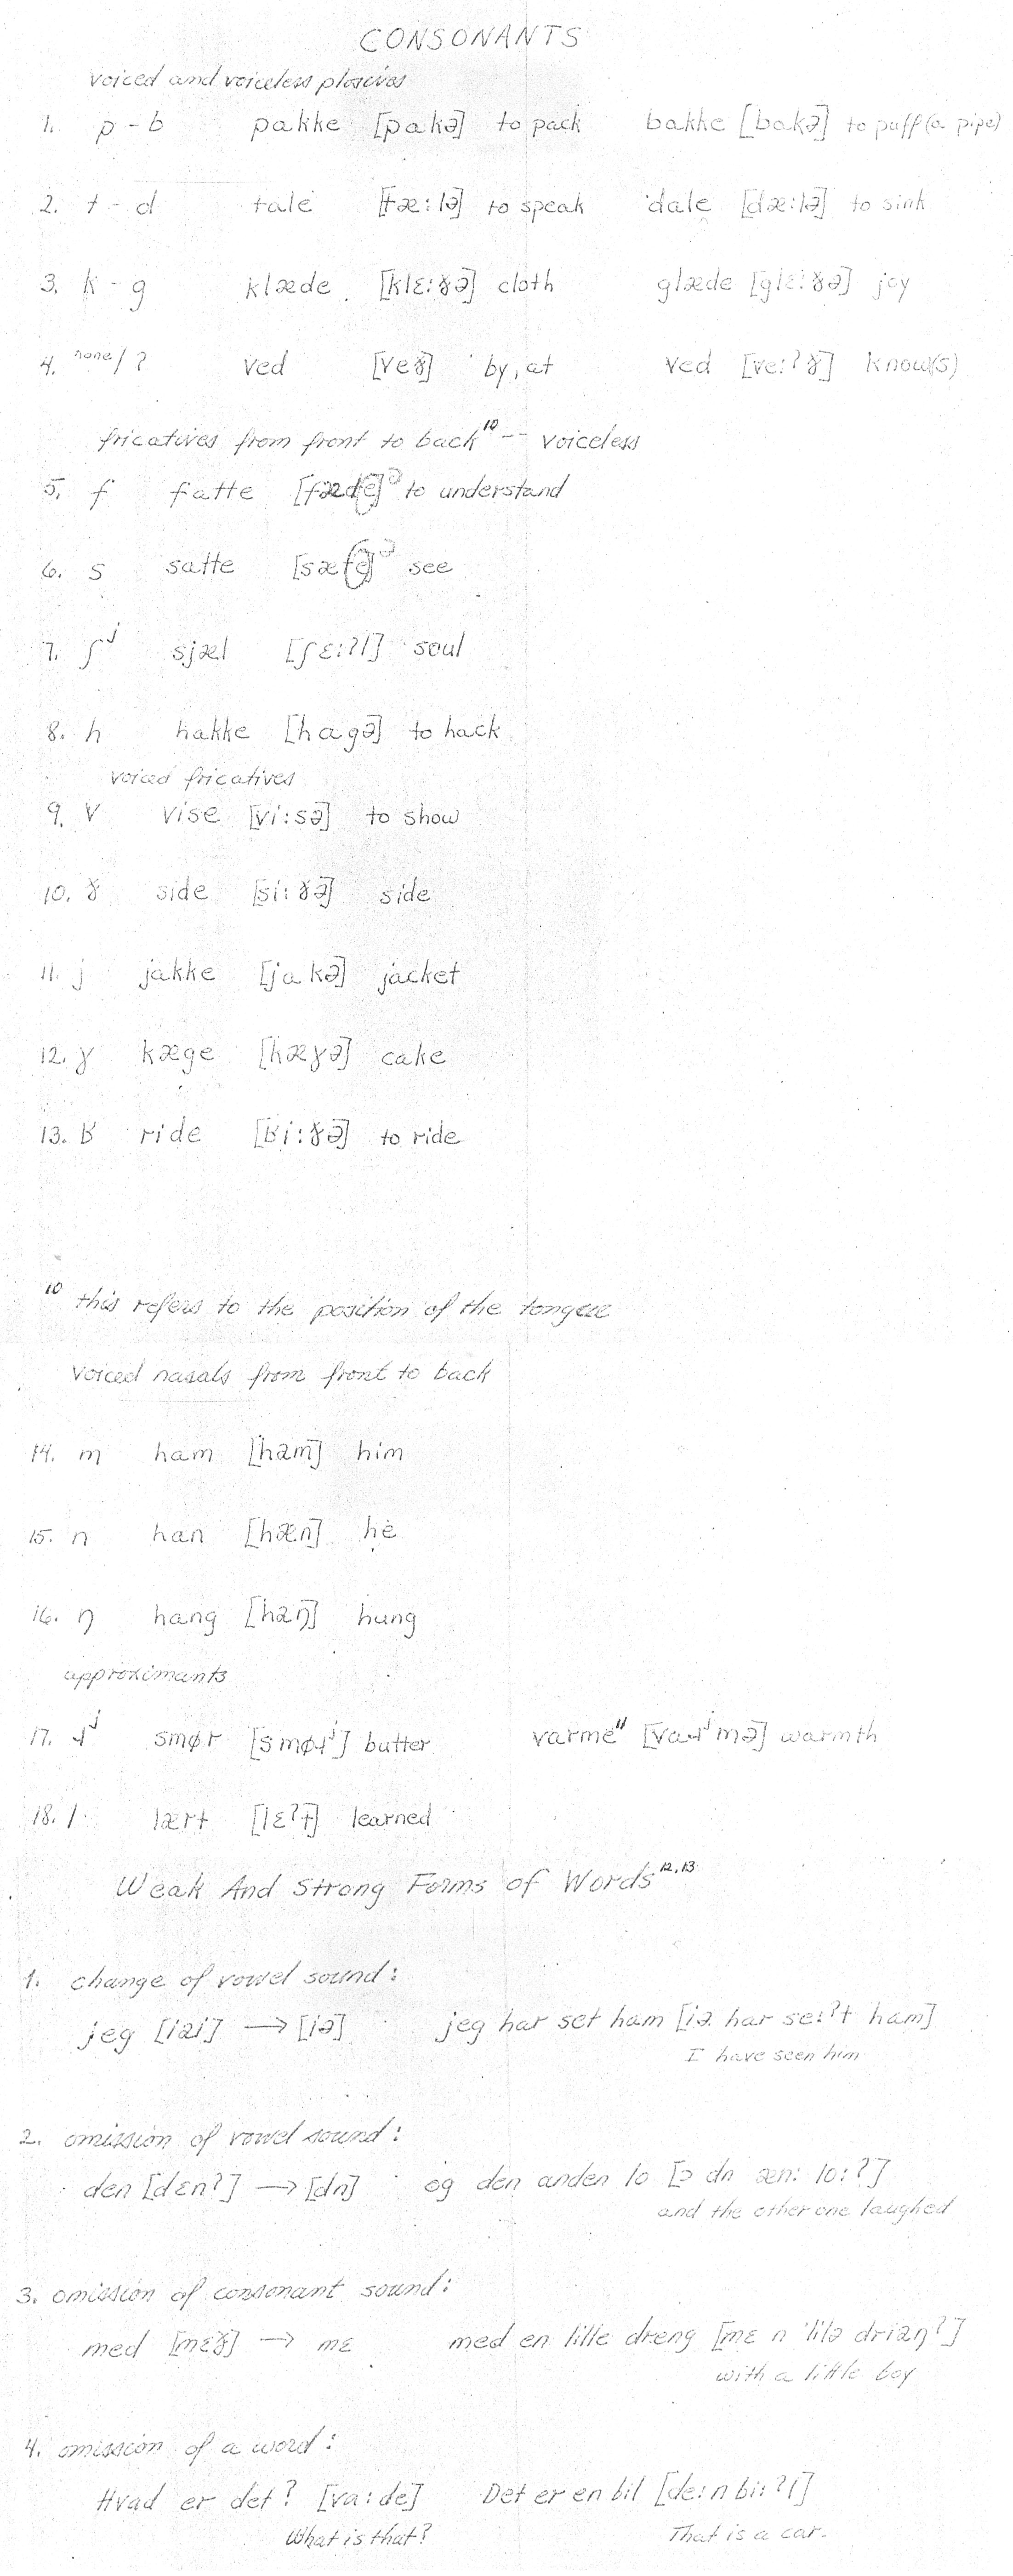 CONSONANTS
voiced and voiceless plosives
1. p - b pakke [pakə] to pack bakke [bakə] to puff (a pipe)
2. t - d tale [tæ:lə] to speak dale [dæ:lə] to sink
3. k - g klæde [klɛ:ɣə] cloth glæde [glɛ:ɣə] joy
4. none/ʔ ved [veɣ] by, at ved [ve:ʔɣ] know(s)
fricatives from front to back¹⁰ -- voiceless
5. f fatte to understand
6. s satte see
7. ʃʲ sjæl [ʃɛ:ʔl] soul
8. h hakke [hagə] to hack
voiced fricatives
9. v vise [vi:sə] to show
10. ɣ side [si:ɣə] side
11. j jakke [jakə] jacket
12. ɣ kæge [kæɣə] cake
13. ʁ ride [ʁi:ɣə] to ride
¹⁰ this refers to the position of the tongue
voiced nasals from front to back
14. m ham [ham] him
15. n han [hæn] he
16. ŋ hang [haŋ] hung
approximants
17. ɹʲ smør [smøɹʲ] butter varme¹¹ [vaɹʲmə] warmth
18. l lært [lɛʔt] learned
Weak And Strong Forms of Words¹²,¹³
1. change of vowel sound:
jeg [iai] → [iə] jeg har set ham [iə har se:ʔt ham]
I have seen him
2. omission of vowel sound:
den [dɛnʔ] → [dn] og den anden lo [ɔ dn æn: lo:ʔ]
and the other one laughed
3. omission of consonant sound:
med [mɛɣ] → mɛ med en lille dreng [mɛ n 'lilə driaŋʔ]
with a little boy
4. omission of a word:
Hvad er det? [va:de] Det er en bil [de:n bi:ʔl]
What is that? That is a car.